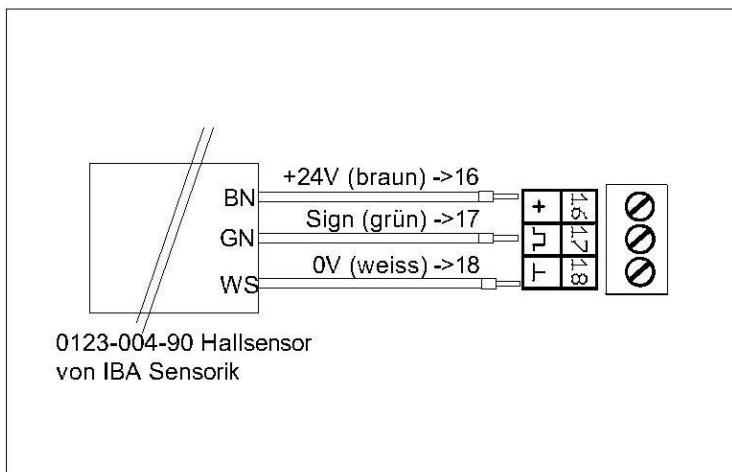 +24V (braun) ->16
BN
Sign (grün) ->17
GN
0V (weiss) ->18
WS
+ 16
17
18
0123-004-90 Hallsensor
von IBA Sensorik